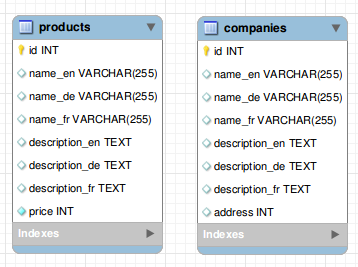 products
id INT
name_en VARCHAR(255)
name_de VARCHAR(255)
name_fr VARCHAR(255)
description_en TEXT
description_de TEXT
description_fr TEXT
price INT
Indexes
companies
id INT
name_en VARCHAR(255)
name_de VARCHAR(255)
name_fr VARCHAR(255)
description_en TEXT
description_de TEXT
description_fr TEXT
address INT
Indexes